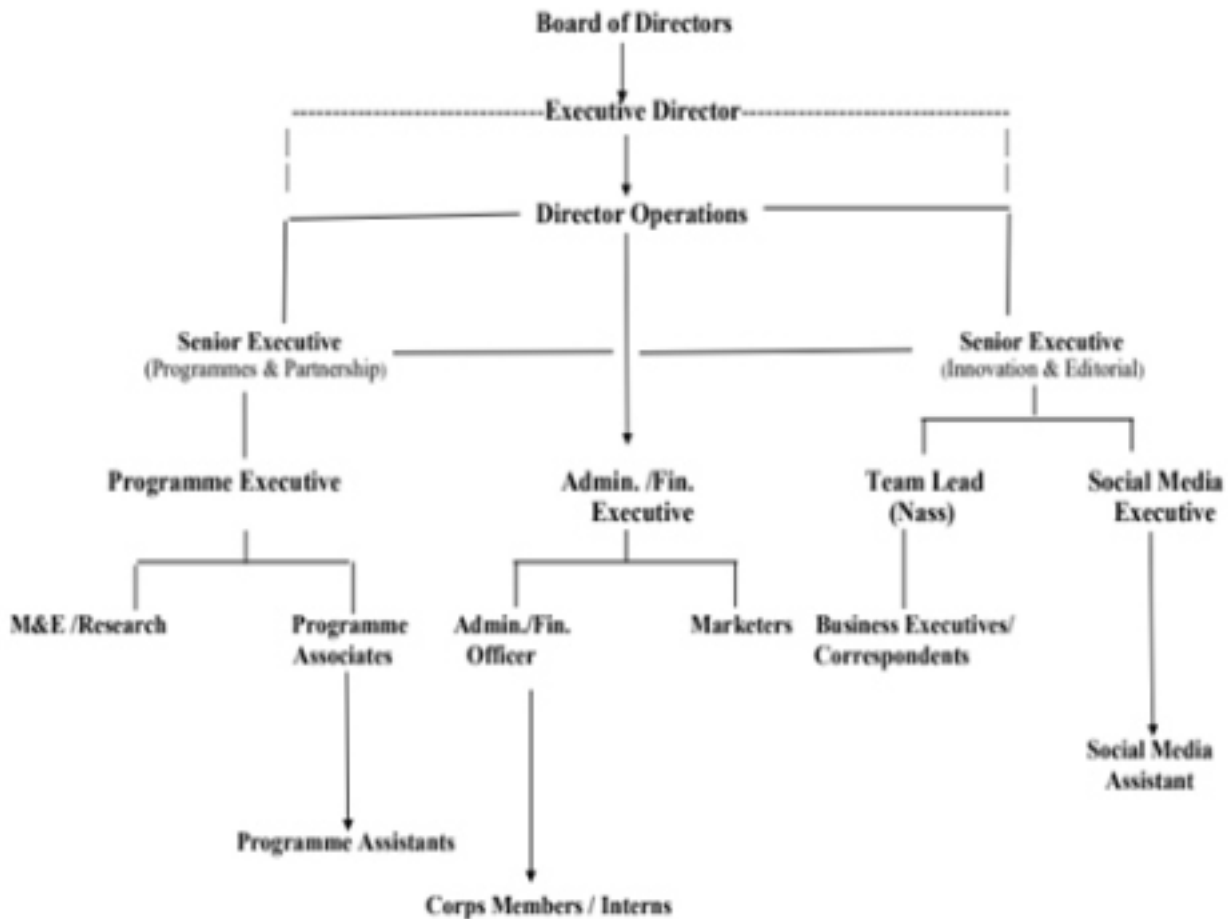 Board of Directors
Executive Director
Director Operations
Senior Executive
(Programmes & Partnership)
Senior Executive
(Innovation & Editorial)
Programme Executive
Admin. /Fin.
Executive
Team Lead
(Nass)
Social Media
Executive
M&E /Research
Programme
Associates
Admin./Fin.
Officer
Marketers
Business Executives/
Correspondents
Social Media
Assistant
Programme Assistants
Corps Members / Interns